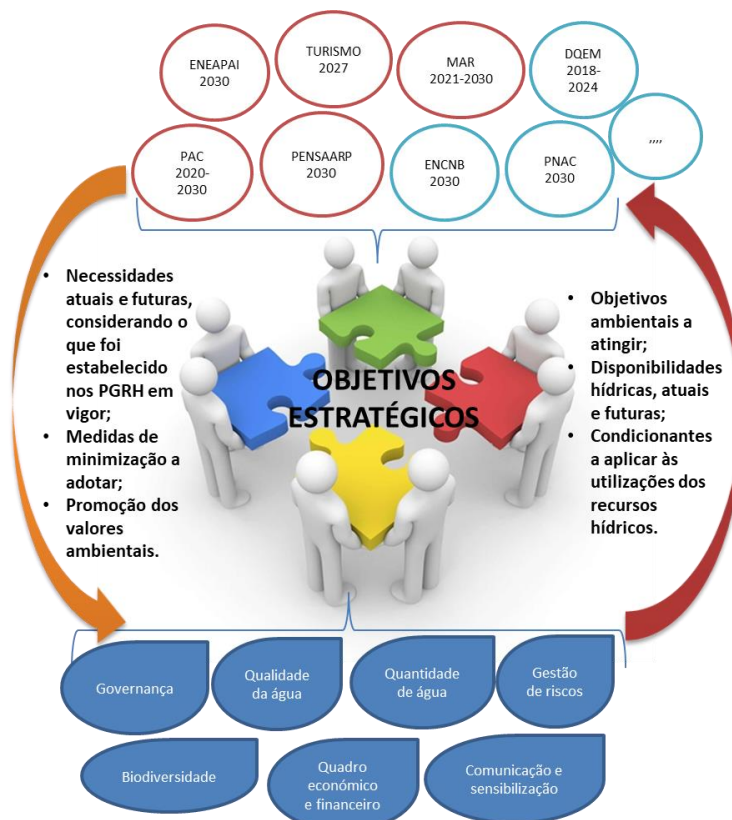 ENEAPAI
2030
TURISMO
2027
MAR
2021-2030
DQEM
2018-
2024
PAC
2020-
2030
PENSAARP
2030
ENCNB
2030
PNAC
2030
,,,,
• Necessidades
atuais e futuras,
considerando o
que foi
estabelecido
nos PGRH em
vigor;
• Medidas de
minimização a
adotar;
• Promoção dos
valores
ambientais.
OBJETIVOS
ESTRATÉGICOS
• Objetivos
ambientais a
atingir;
• Disponibilidades
hídricas, atuais
e futuras;
• Condicionantes
a aplicar às
utilizações dos
recursos
hídricos.
Governança
Qualidade
da água
Quantidade
de água
Gestão
de riscos
Biodiversidade
Quadro
económico
e financeiro
Comunicação e
sensibilização